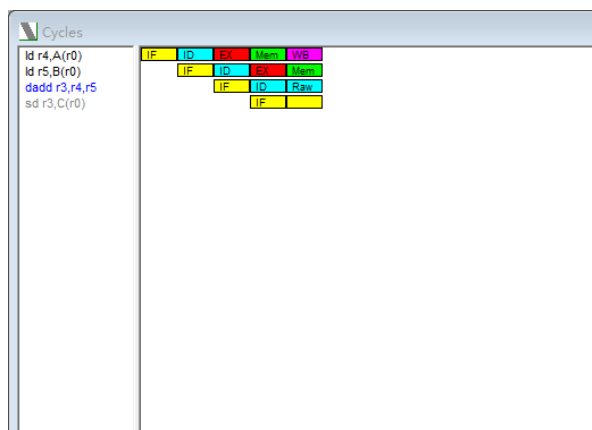 Cycles
ld r4,A(r0) IF ID EX Mem WB
ld r5,B(r0) IF ID EX Mem
dadd r3,r4,r5 IF ID Raw
sd r3,C(r0) IF